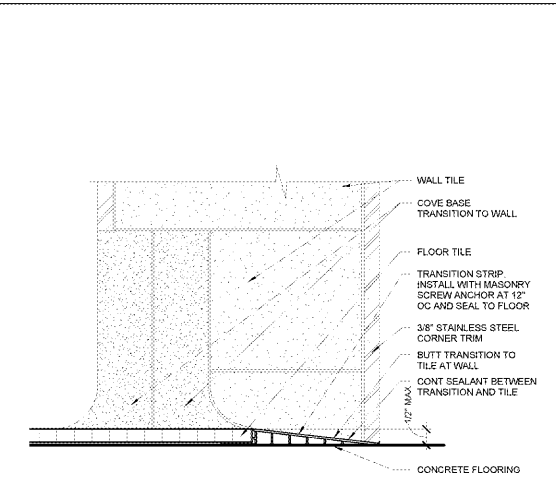 WALL TILE
COVE BASE
TRANSITION TO WALL
FLOOR TILE
TRANSITION STRIP.
INSTALL WITH MASONRY
SCREW ANCHOR AT 12"
OC AND SEAL TO FLOOR
3/8" STAINLESS STEEL
CORNER TRIM
BUTT TRANSITION TO
TILE AT WALL
CONT SEALANT BETWEEN
TRANSITION AND TILE
1/2" MAX
CONCRETE FLOORING